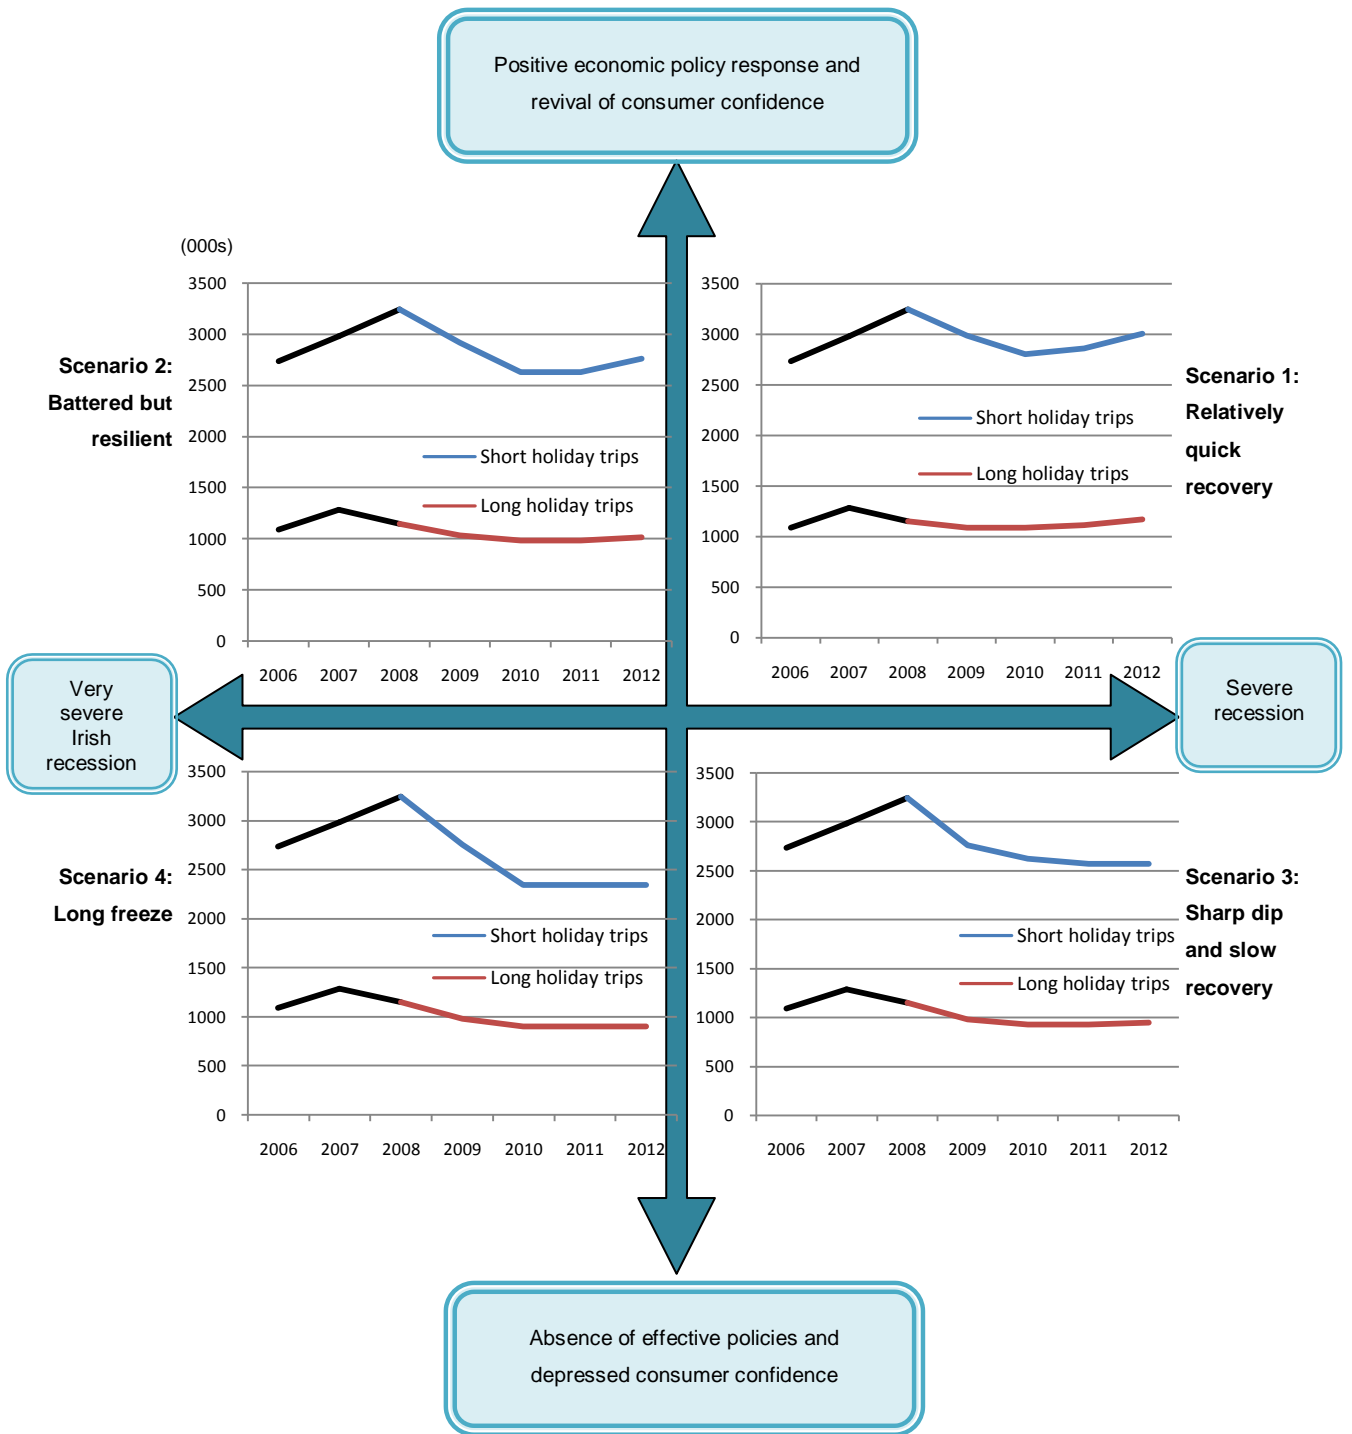 Positive economic policy response and
revival of consumer confidence
(000s)
Scenario 2:
Battered but
resilient
3500
3000
2500
2000
1500
1000
500
0
Short holiday trips
Long holiday trips
2006 2007 2008 2009 2010 2011 2012
3500
3000
2500
2000
1500
1000
500
0
Short holiday trips
Long holiday trips
2006 2007 2008 2009 2010 2011 2012
Scenario 1:
Relatively
quick
recovery
Very
severe
Irish
recession
Severe
recession
Scenario 4:
Long freeze
3500
3000
2500
2000
1500
1000
500
0
Short holiday trips
Long holiday trips
2006 2007 2008 2009 2010 2011 2012
3500
3000
2500
2000
1500
1000
500
0
Short holiday trips
Long holiday trips
2006 2007 2008 2009 2010 2011 2012
Scenario 3:
Sharp dip
and slow
recovery
Absence of effective policies and
depressed consumer confidence